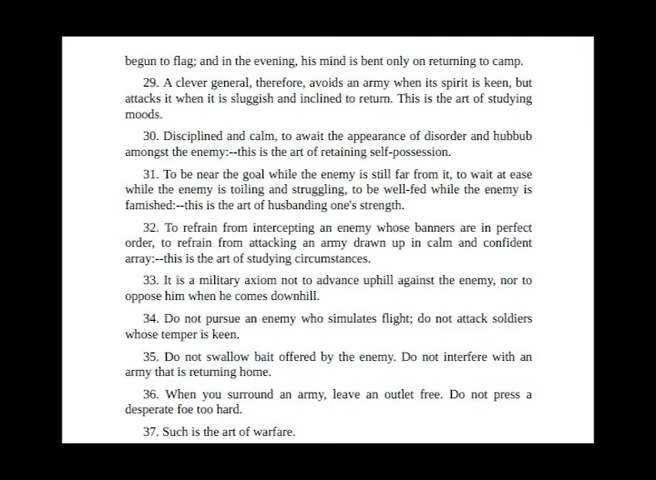 begun to flag; and in the evening, his mind is bent only on returning to camp.
29. A clever general, therefore, avoids an army when its spirit is keen, but
attacks it when it is sluggish and inclined to return. This is the art of studying
moods.
30. Disciplined and calm, to await the appearance of disorder and hubbub
amongst the enemy:--this is the art of retaining self-possession.
31. To be near the goal while the enemy is still far from it, to wait at ease
while the enemy is toiling and struggling, to be well-fed while the enemy is
famished:--this is the art of husbanding one's strength.
32. To refrain from intercepting an enemy whose banners are in perfect
order, to refrain from attacking an army drawn up in calm and confident
array:--this is the art of studying circumstances.
33. It is a military axiom not to advance uphill against the enemy, nor to
oppose him when he comes downhill.
34. Do not pursue an enemy who simulates flight; do not attack soldiers
whose temper is keen.
35. Do not swallow bait offered by the enemy. Do not interfere with an
army that is returning home.
36. When you surround an army, leave an outlet free. Do not press a
desperate foe too hard.
37. Such is the art of warfare.